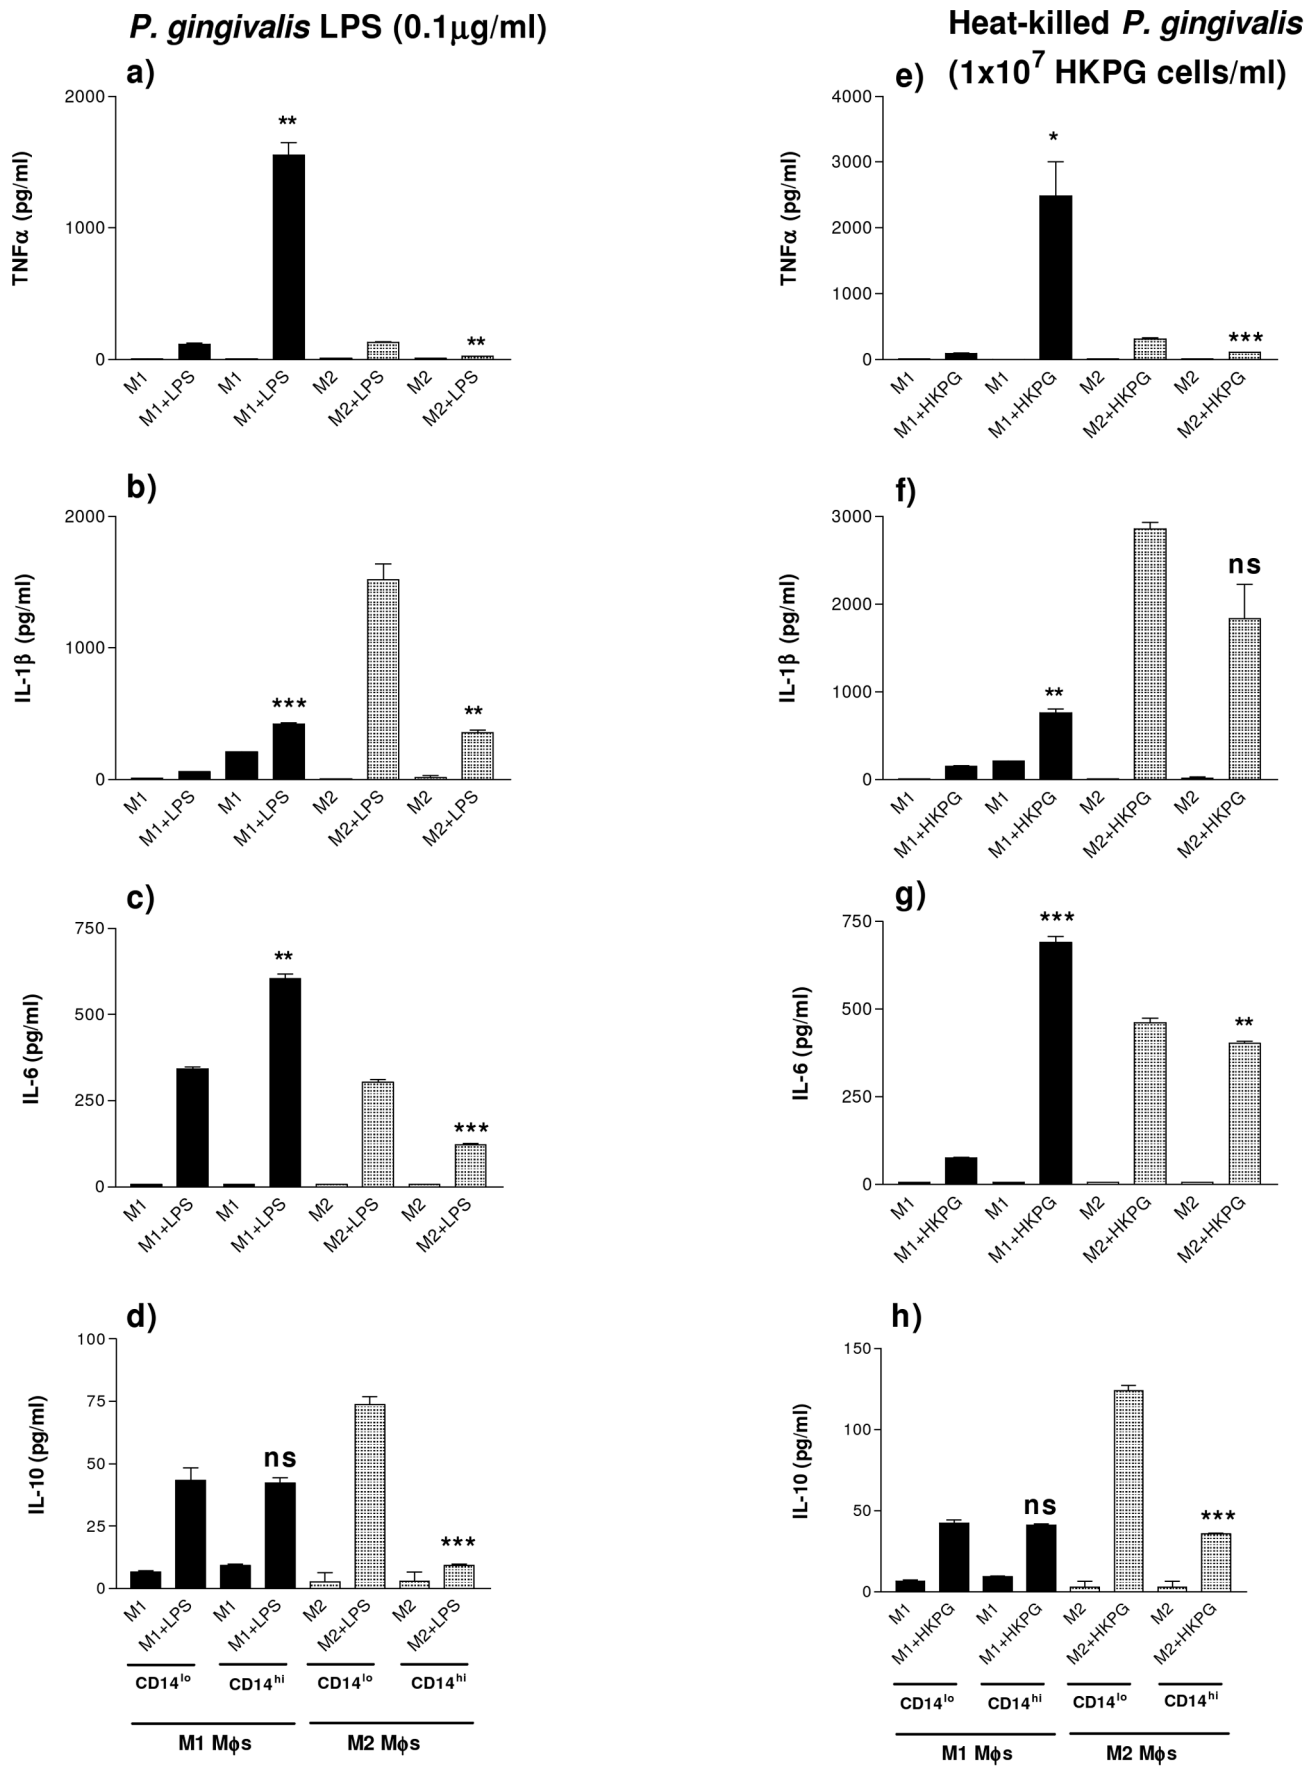 P. gingivalis LPS (0.1μg/ml)
a)
2000
1000
0
TNFα (pg/ml)
**
**
M1
M1+LPS
M1
M1+LPS
M2
M2+LPS
M2
M2+LPS
b)
2000
1000
0
IL-1β (pg/ml)
***
**
M1
M1+LPS
M1
M1+LPS
M2
M2+LPS
M2
M2+LPS
c)
750
500
250
0
IL-6 (pg/ml)
**
***
M1
M1+LPS
M1
M1+LPS
M2
M2+LPS
M2
M2+LPS
d)
100
75
50
25
0
IL-10 (pg/ml)
ns
***
M1
M1+LPS
M1
M1+LPS
M2
M2+LPS
M2
M2+LPS
CD14lo
CD14hi
CD14lo
CD14hi
M1 Mϕs
M2 Mϕs
Heat-killed P. gingivalis
(1x10⁷ HKPG cells/ml)
e)
4000
3000
2000
1000
0
TNFα (pg/ml)
*
***
M1
M1+HKPG
M1
M1+HKPG
M2
M2+HKPG
M2
M2+HKPG
f)
3000
2000
1000
0
IL-1β (pg/ml)
**
ns
M1
M1+HKPG
M1
M1+HKPG
M2
M2+HKPG
M2
M2+HKPG
g)
750
500
250
0
IL-6 (pg/ml)
***
**
M1
M1+HKPG
M1
M1+HKPG
M2
M2+HKPG
M2
M2+HKPG
h)
150
100
50
0
IL-10 (pg/ml)
ns
***
M1
M1+HKPG
M1
M1+HKPG
M2
M2+HKPG
M2
M2+HKPG
CD14lo
CD14hi
CD14lo
CD14hi
M1 Mϕs
M2 Mϕs